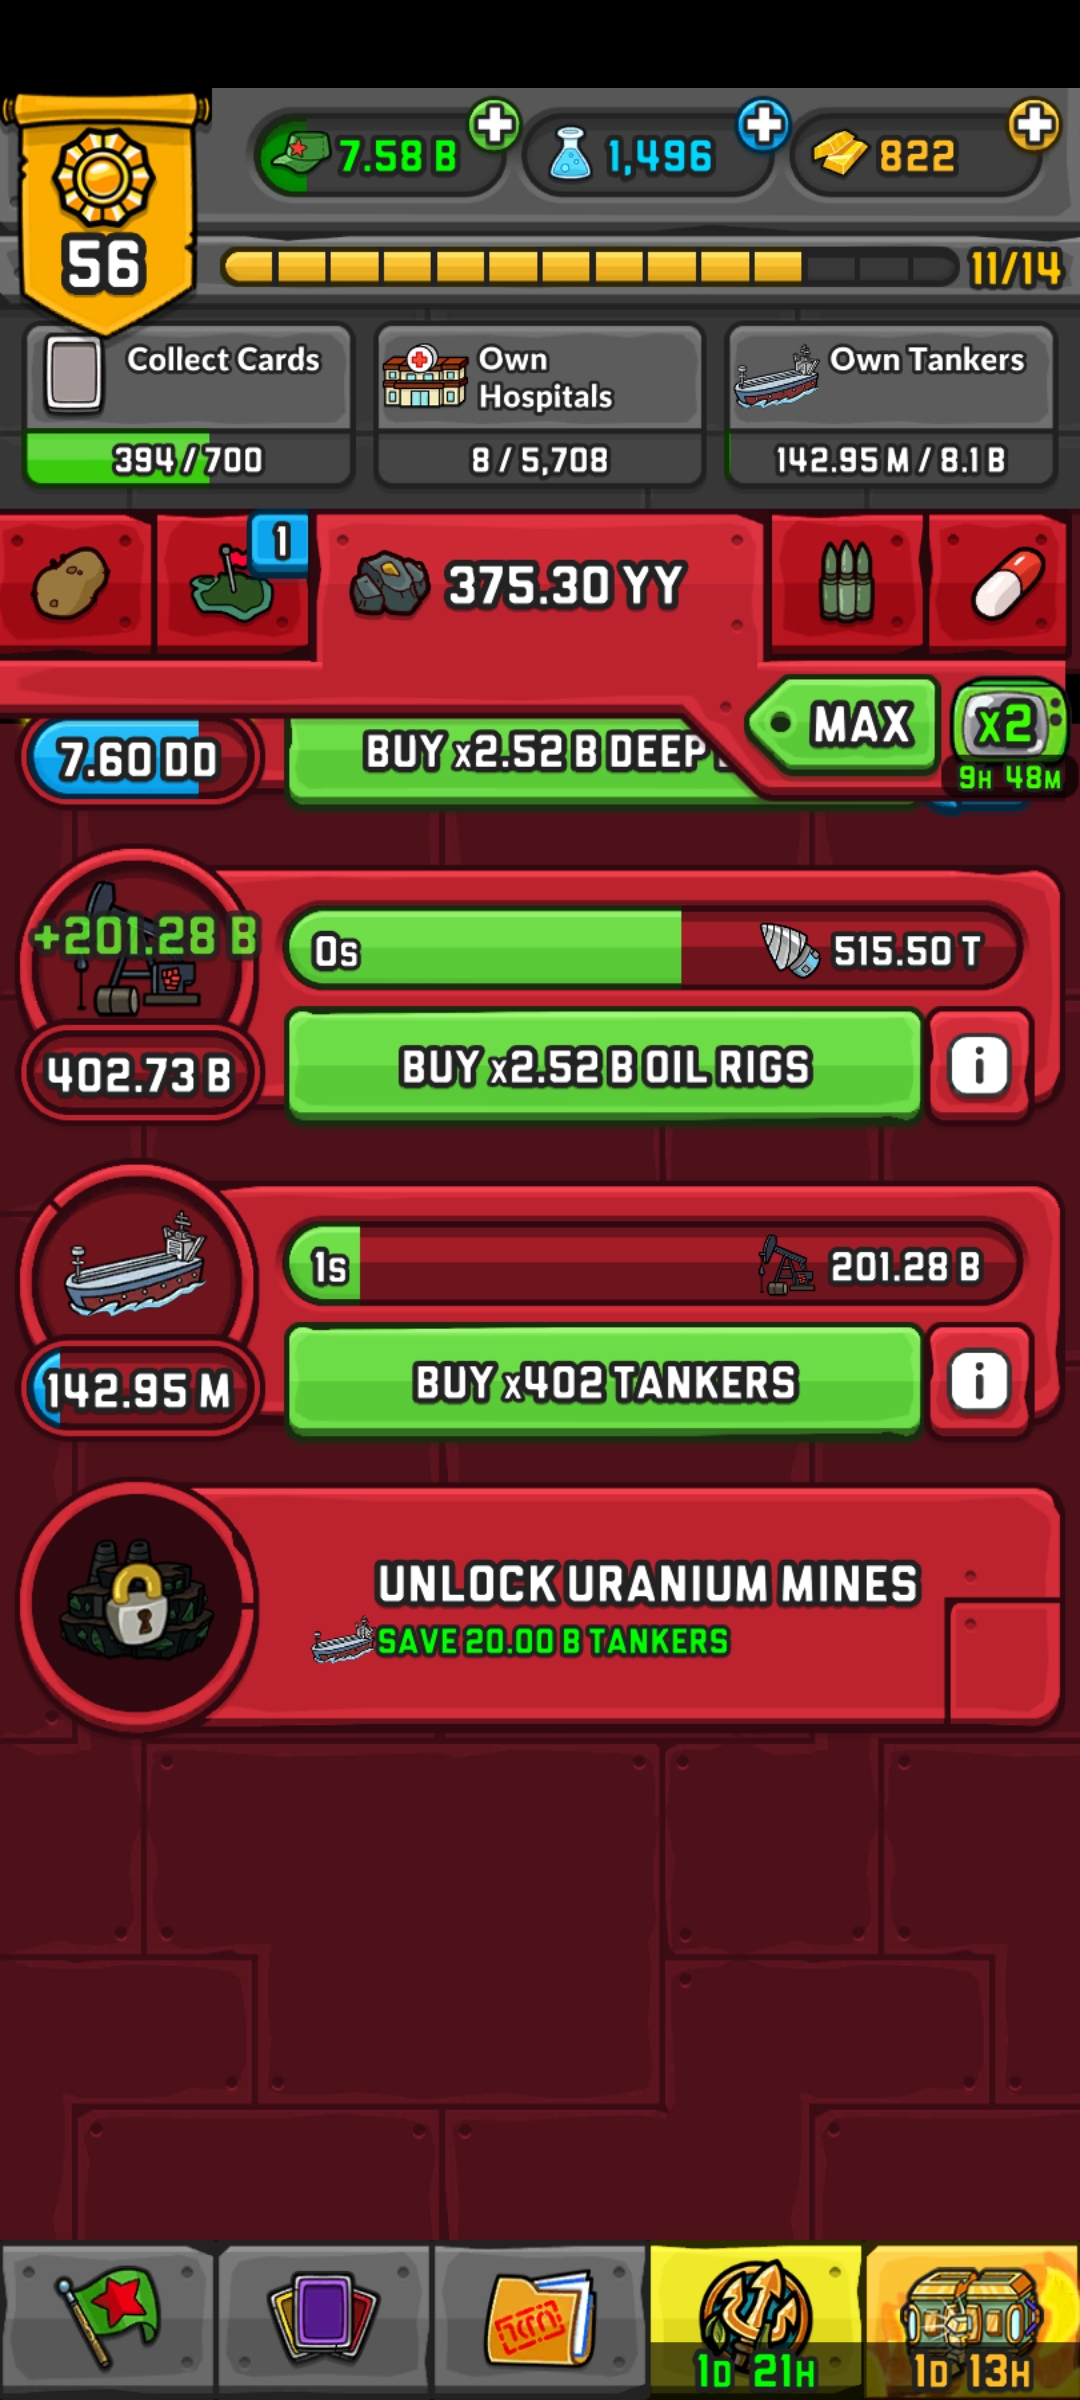 7.58 B
1,496
822
56
11/14
Collect Cards
394 / 700
Own
Hospitals
8 / 5,708
Own Tankers
142.95 M / 8.1 B
1
375.30 YY
MAX
x2
9H 48M
7.60 DD
BUY x2.52 B DEEP
+201.28 B
0s
515.50 T
402.73 B
BUY x2.52 B OIL RIGS
i
1s
201.28 B
142.95 M
BUY x402 TANKERS
i
UNLOCK URANIUM MINES
SAVE 20.00 B TANKERS
1D 21H
1D 13H